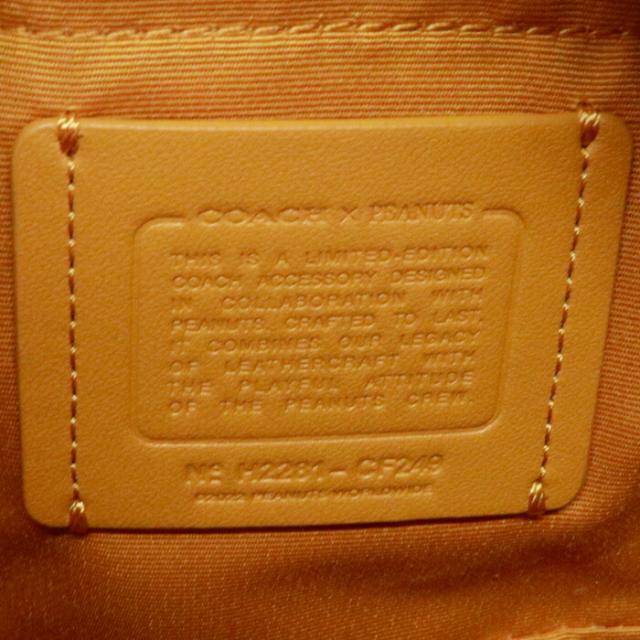 COACH × PEANUTS
THIS IS A LIMITED-EDITION
COACH ACCESSORY DESIGNED
IN COLLABORATION WITH
PEANUTS. CRAFTED TO LAST,
IT COMBINES OUR LEGACY
OF LEATHERCRAFT WITH
THE PLAYFUL ATTITUDE
OF THE PEANUTS CREW.
Nº H2281-CF249
©2022 PEANUTS WORLDWIDE